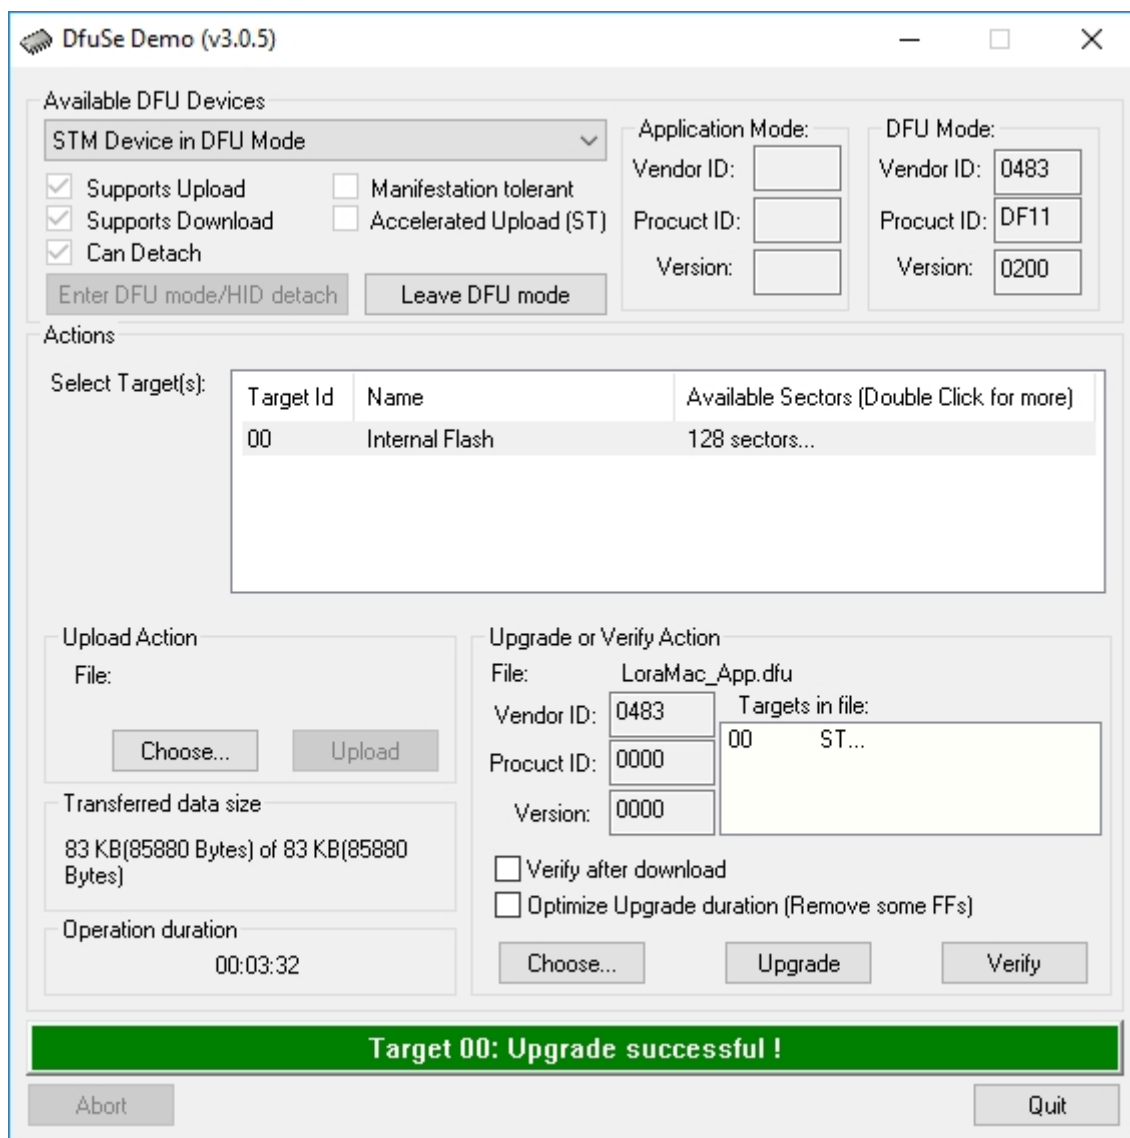 DfuSe Demo (v3.0.5)
Available DFU Devices
STM Device in DFU Mode
Supports Upload
Manifestation tolerant
Supports Download
Accelerated Upload (ST)
Can Detach
Enter DFU mode/HID detach
Leave DFU mode
Application Mode:
Vendor ID:
Procuct ID:
Version:
DFU Mode:
Vendor ID: 0483
Procuct ID: DF11
Version: 0200
Actions
Select Target(s):
Target Id Name Available Sectors (Double Click for more)
00 Internal Flash 128 sectors...
Upload Action
File:
Choose... Upload
Transferred data size
83 KB(85880 Bytes) of 83 KB(85880
Bytes)
Operation duration
00:03:32
Upgrade or Verify Action
File: LoraMac_App.dfu
Vendor ID: 0483
Procuct ID: 0000
Version: 0000
Targets in file:
00 ST...
Verify after download
Optimize Upgrade duration (Remove some FFs)
Choose... Upgrade Verify
Target 00: Upgrade successful !
Abort Quit